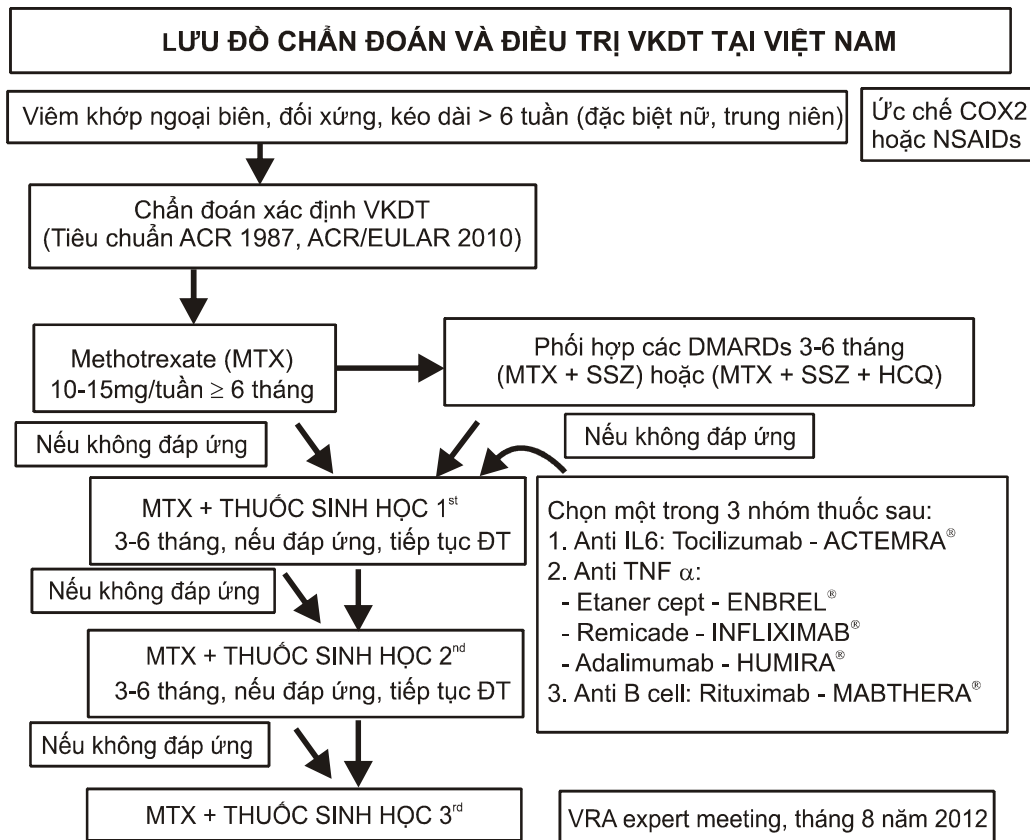 LƯU ĐỒ CHẨN ĐOÁN VÀ ĐIỀU TRỊ VKDT TẠI VIỆT NAM
Viêm khớp ngoại biên, đối xứng, kéo dài > 6 tuần (đặc biệt nữ, trung niên)
Ức chế COX2
hoặc NSAIDs
Chẩn đoán xác định VKDT
(Tiêu chuẩn ACR 1987, ACR/EULAR 2010)
Methotrexate (MTX)
10-15mg/tuần ≥ 6 tháng
Phối hợp các DMARDs 3-6 tháng
(MTX + SSZ) hoặc (MTX + SSZ + HCQ)
Nếu không đáp ứng
Nếu không đáp ứng
MTX + THUỐC SINH HỌC 1st
3-6 tháng, nếu đáp ứng, tiếp tục ĐT
Chọn một trong 3 nhóm thuốc sau:
1. Anti IL6: Tocilizumab - ACTEMRA®
2. Anti TNF α:
- Etaner cept - ENBREL®
- Remicade - INFLIXIMAB®
- Adalimumab - HUMIRA®
3. Anti B cell: Rituximab - MABTHERA®
Nếu không đáp ứng
MTX + THUỐC SINH HỌC 2nd
3-6 tháng, nếu đáp ứng, tiếp tục ĐT
Nếu không đáp ứng
MTX + THUỐC SINH HỌC 3rd
VRA expert meeting, tháng 8 năm 2012